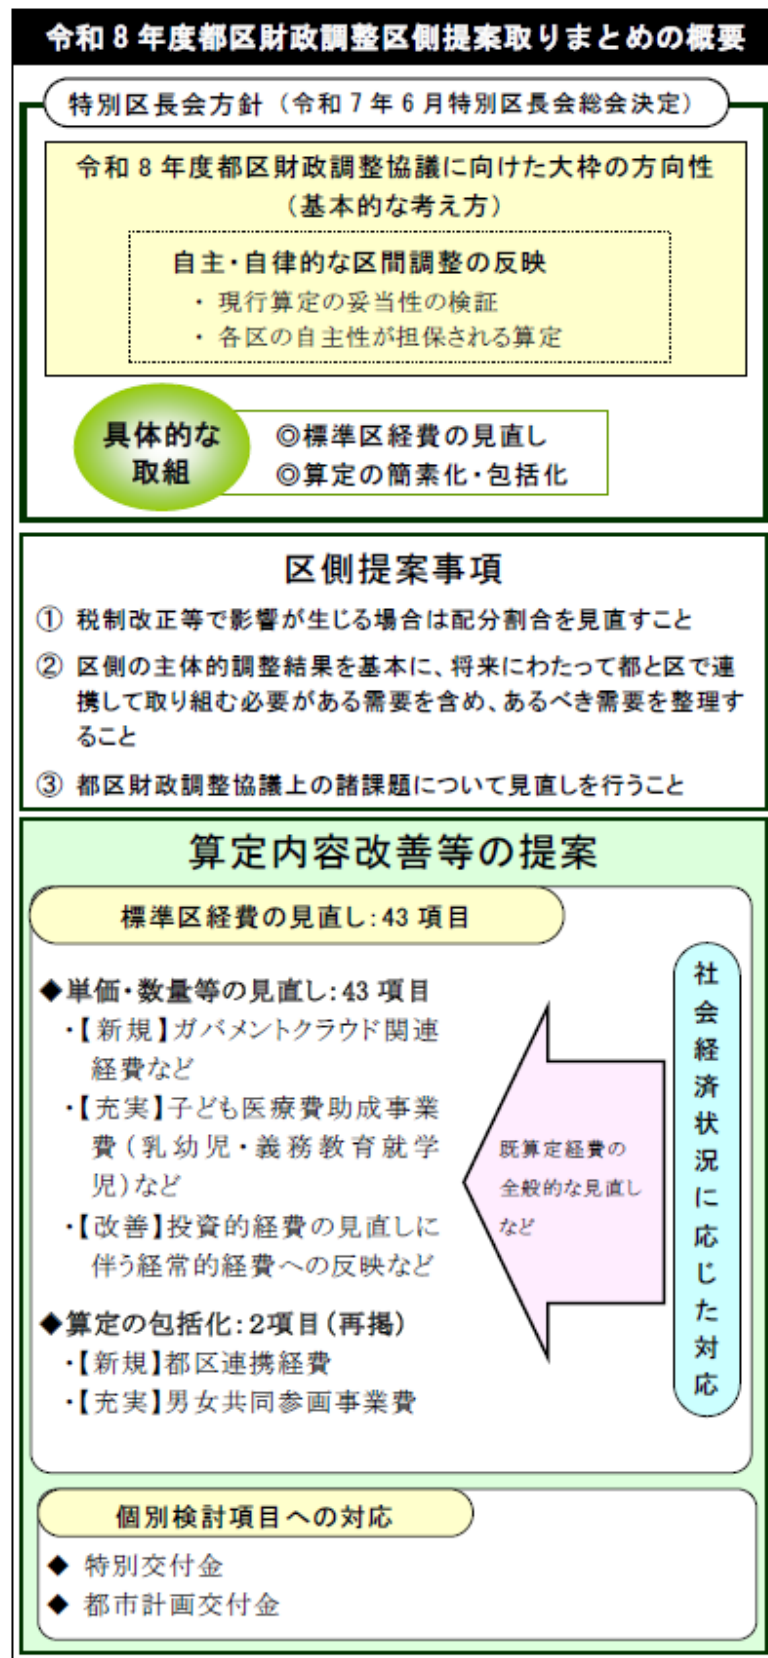 令和8年度都区財政調整区側提案取りまとめの概要
特別区長会方針（令和7年6月特別区長会総会決定）
令和8年度都区財政調整協議に向けた大枠の方向性
（基本的な考え方）
自主・自律的な区間調整の反映
・ 現行算定の妥当性の検証
・ 各区の自主性が担保される算定
具体的な
取組
◎標準区経費の見直し
◎算定の簡素化・包括化
区側提案事項
① 税制改正等で影響が生じる場合は配分割合を見直すこと
② 区側の主体的調整結果を基本に、将来にわたって都と区で連
携して取り組む必要がある需要を含め、あるべき需要を整理す
ること
③ 都区財政調整協議上の諸課題について見直しを行うこと
算定内容改善等の提案
標準区経費の見直し：43項目
◆単価・数量等の見直し：43項目
・【新規】ガバメントクラウド関連
経費など
・【充実】子ども医療費助成事業
費（乳幼児・義務教育就学
児）など
・【改善】投資的経費の見直しに
伴う経常的経費への反映など
◆算定の包括化：2項目（再掲）
・【新規】都区連携経費
・【充実】男女共同参画事業費
既算定経費の
全般的な見直し
など
社会経済状況に応じた対応
個別検討項目への対応
◆ 特別交付金
◆ 都市計画交付金